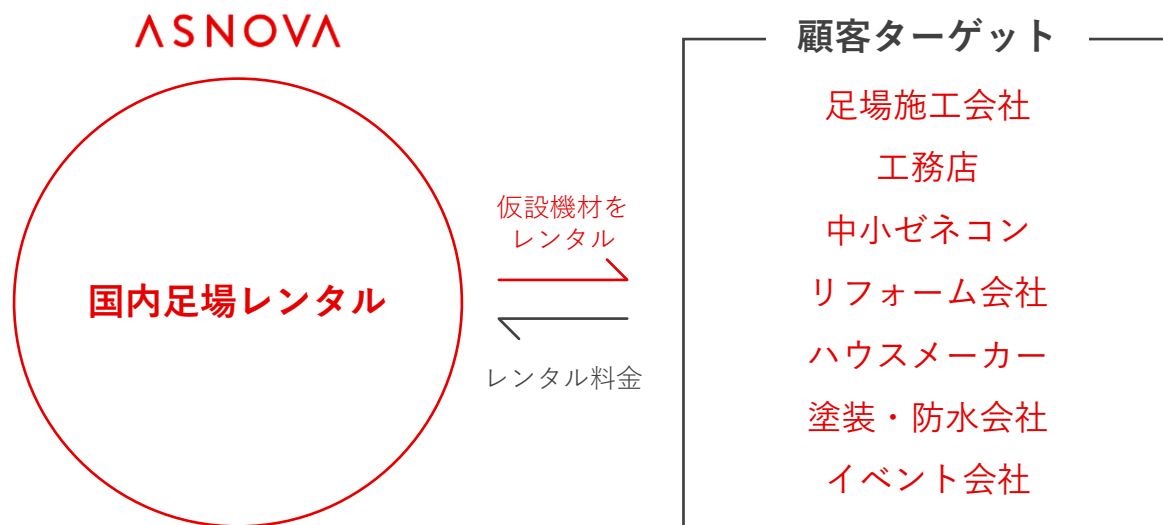 ASNOVA
国内足場レンタル
仮設機材を
レンタル
レンタル料金
顧客ターゲット
足場施工会社
工務店
中小ゼネコン
リフォーム会社
ハウスメーカー
塗装・防水会社
イベント会社